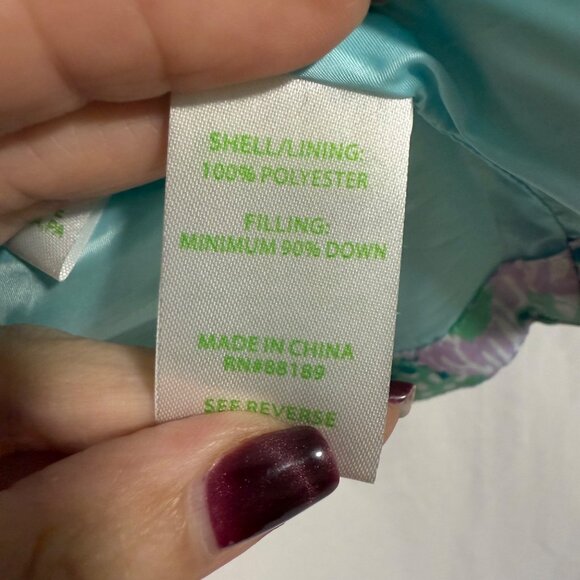 SHELL/LINING:
100% POLYESTER
FILLING:
MINIMUM 90% DOWN
MADE IN CHINA
RN#88189
SEE REVERSE